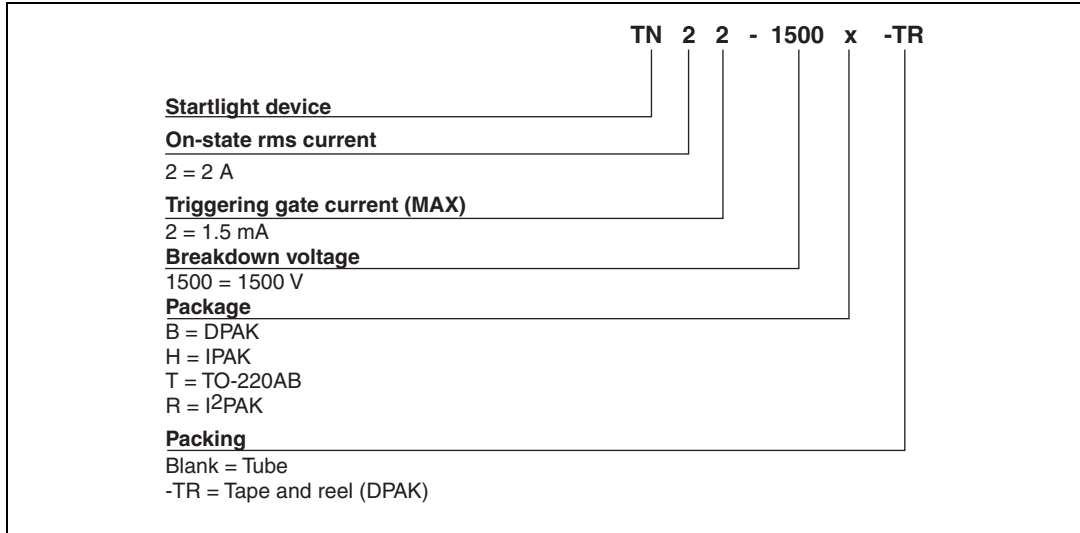 TN 2 2 - 1500 x -TR
Startlight device
On-state rms current
2 = 2 A
Triggering gate current (MAX)
2 = 1.5 mA
Breakdown voltage
1500 = 1500 V
Package
B = DPAK
H = IPAK
T = TO-220AB
R = I²PAK
Packing
Blank = Tube
-TR = Tape and reel (DPAK)